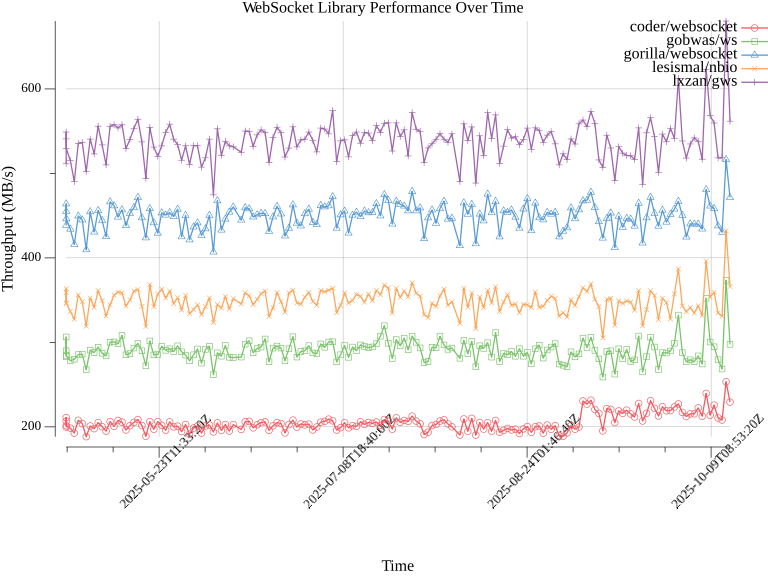 WebSocket Library Performance Over Time
coder/websocket
gobwas/ws
gorilla/websocket
lesismal/nbio
lxzan/gws
Throughput (MB/s)
600
400
200
2025-05-23T11:33:20Z
2025-07-08T18:40:00Z
2025-08-24T01:46:40Z
2025-10-09T08:53:20Z
Time